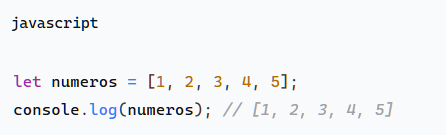 javascript
let numeros = [1, 2, 3, 4, 5];
console.log(numeros); // [1, 2, 3, 4, 5]